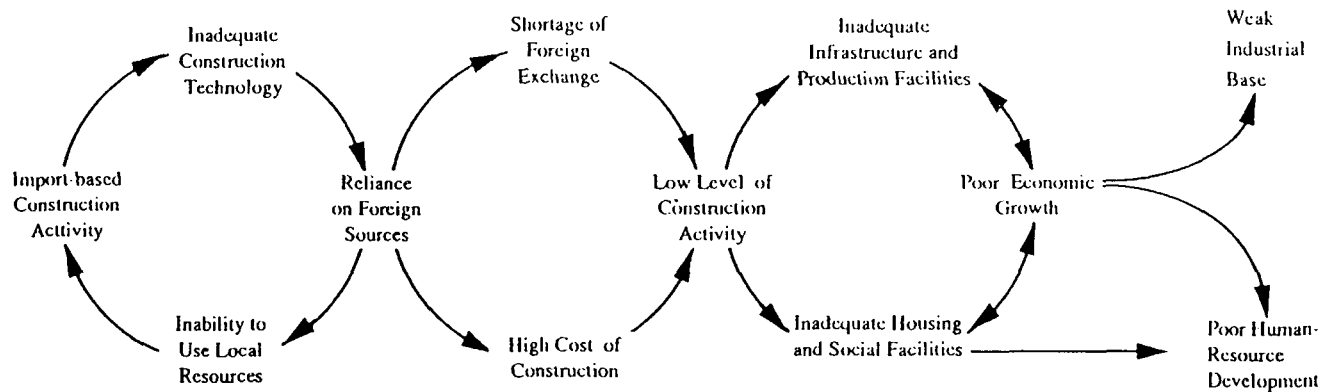 Inadequate
Construction
Technology
Shortage of
Foreign
Exchange
Inadequate
Infrastructure and
Production Facilities
Weak
Industrial
Base
Import-based
Construction
Acttivity
Reliance
on Foreign
Sources
Low Level of
Construction
Activity
Poor Economic
Growth
Inability to
Use Local
Resources
High Cost of
Construction
Inadequate Housing
and Social Facilities
Poor Human-
Resource
Development